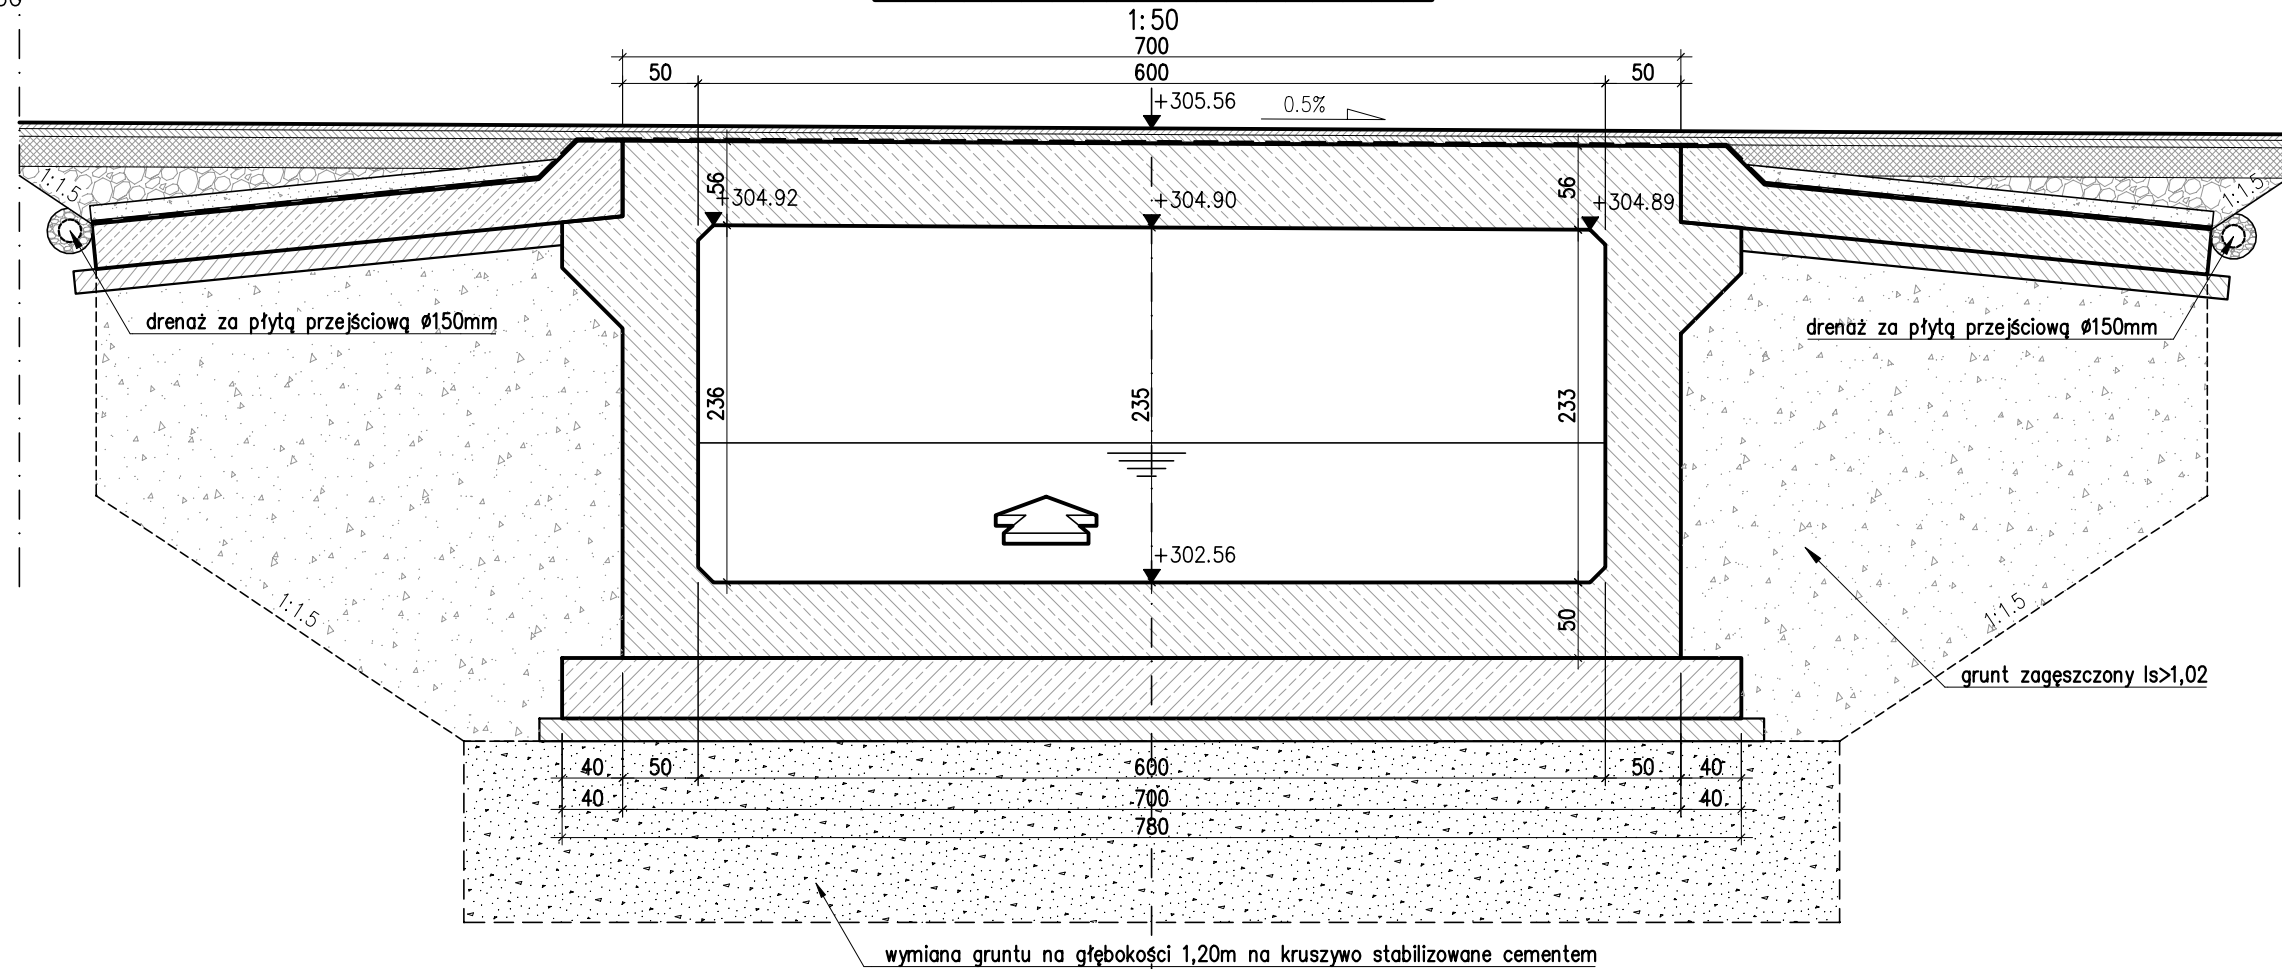 1:50
700
50 600 50
+305.56 0.5%
56 56
+304.92 +304.90 +304.89
1:1.5 1:1.5
drenaż za płytą przejściową Ø150mm drenaż za płytą przejściową Ø150mm
236 235 233
+302.56
1:1.5 50 1:1.5
grunt zagęszczony Is>1,02
40 50 600 50 40
40 700 40
780
wymiana gruntu na głębokości 1,20m na kruszywo stabilizowane cementem